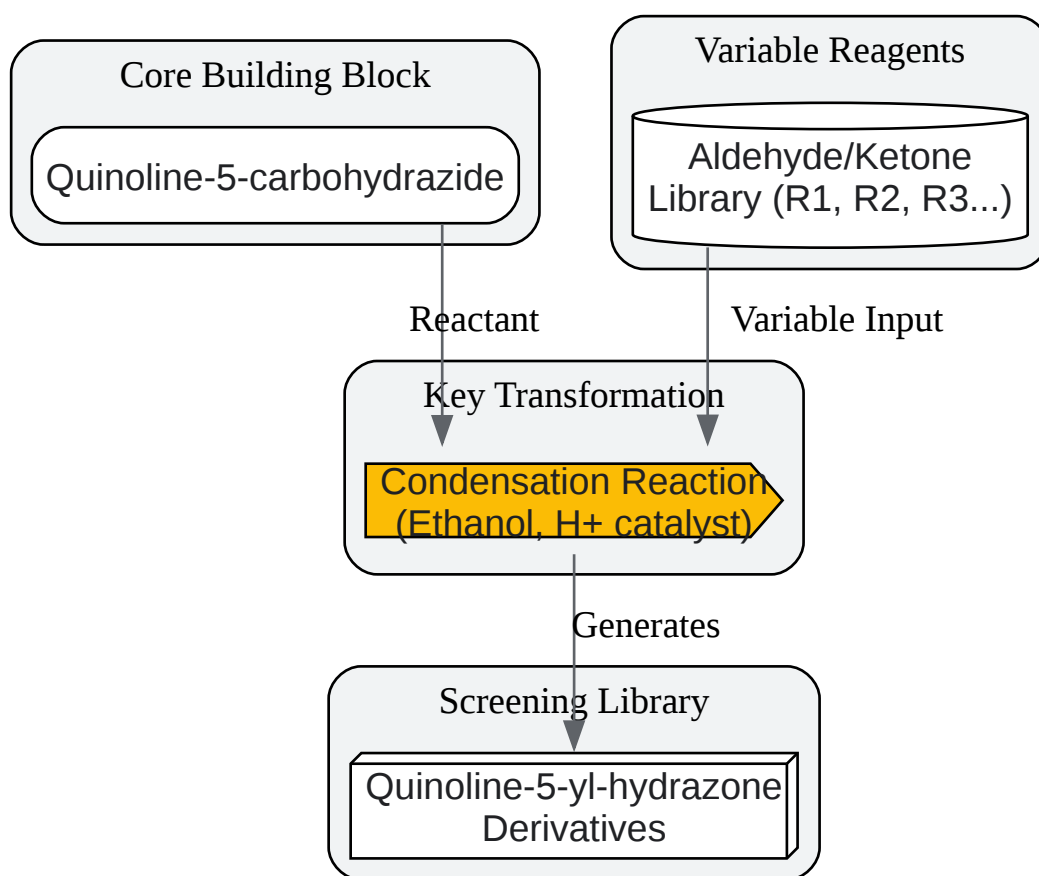 Core Building Block
Quinoline-5-carbohydrazide
Variable Reagents
Aldehyde/Ketone
Library (R1, R2, R3...)
Reactant
Variable Input
Key Transformation
Condensation Reaction
(Ethanol, H+ catalyst)
Generates
Screening Library
Quinoline-5-yl-hydrazone
Derivatives